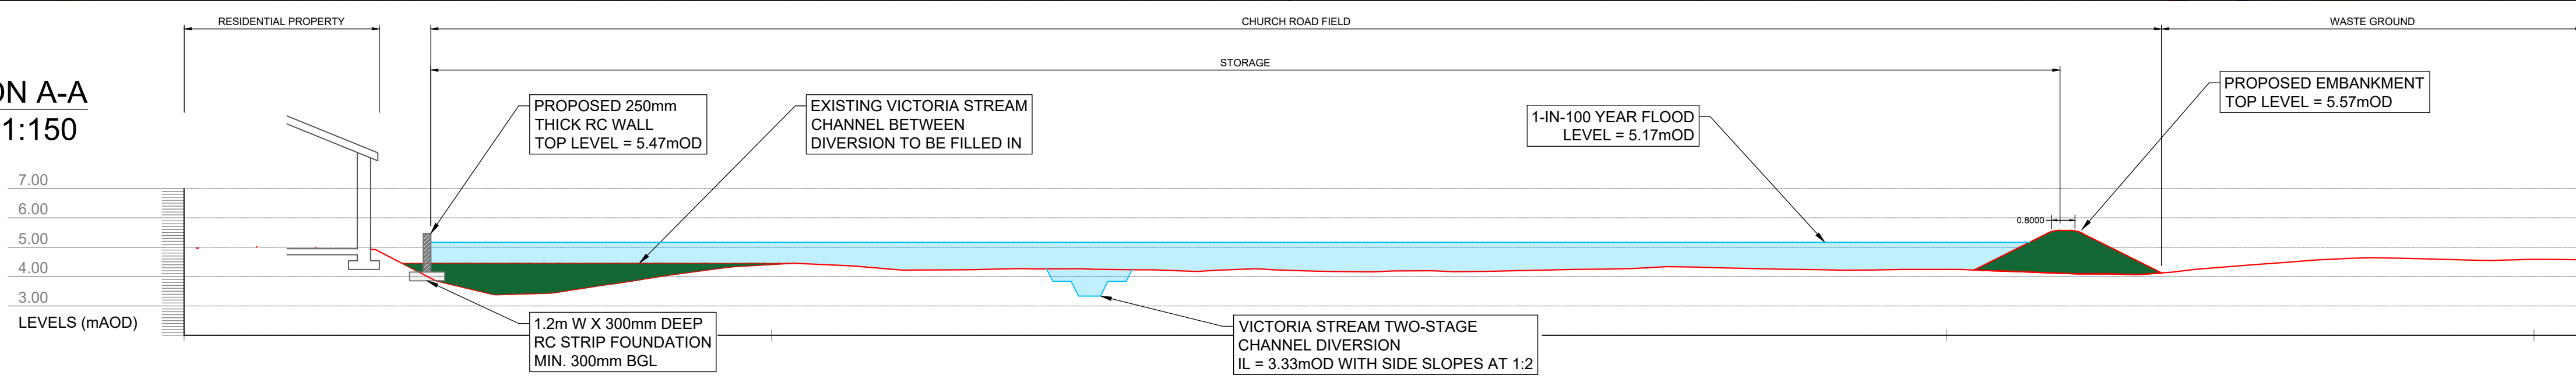 RESIDENTIAL PROPERTY
CHURCH ROAD FIELD
WASTE GROUND
STORAGE
ON A-A
1:150
PROPOSED 250mm
THICK RC WALL
TOP LEVEL = 5.47mOD
EXISTING VICTORIA STREAM
CHANNEL BETWEEN
DIVERSION TO BE FILLED IN
1-IN-100 YEAR FLOOD
LEVEL = 5.17mOD
PROPOSED EMBANKMENT
TOP LEVEL = 5.57mOD
7.00
6.00
5.00
4.00
3.00
LEVELS (mAOD)
0.8000
1.2m W X 300mm DEEP
RC STRIP FOUNDATION
MIN. 300mm BGL
VICTORIA STREAM TWO-STAGE
CHANNEL DIVERSION
IL = 3.33mOD WITH SIDE SLOPES AT 1:2